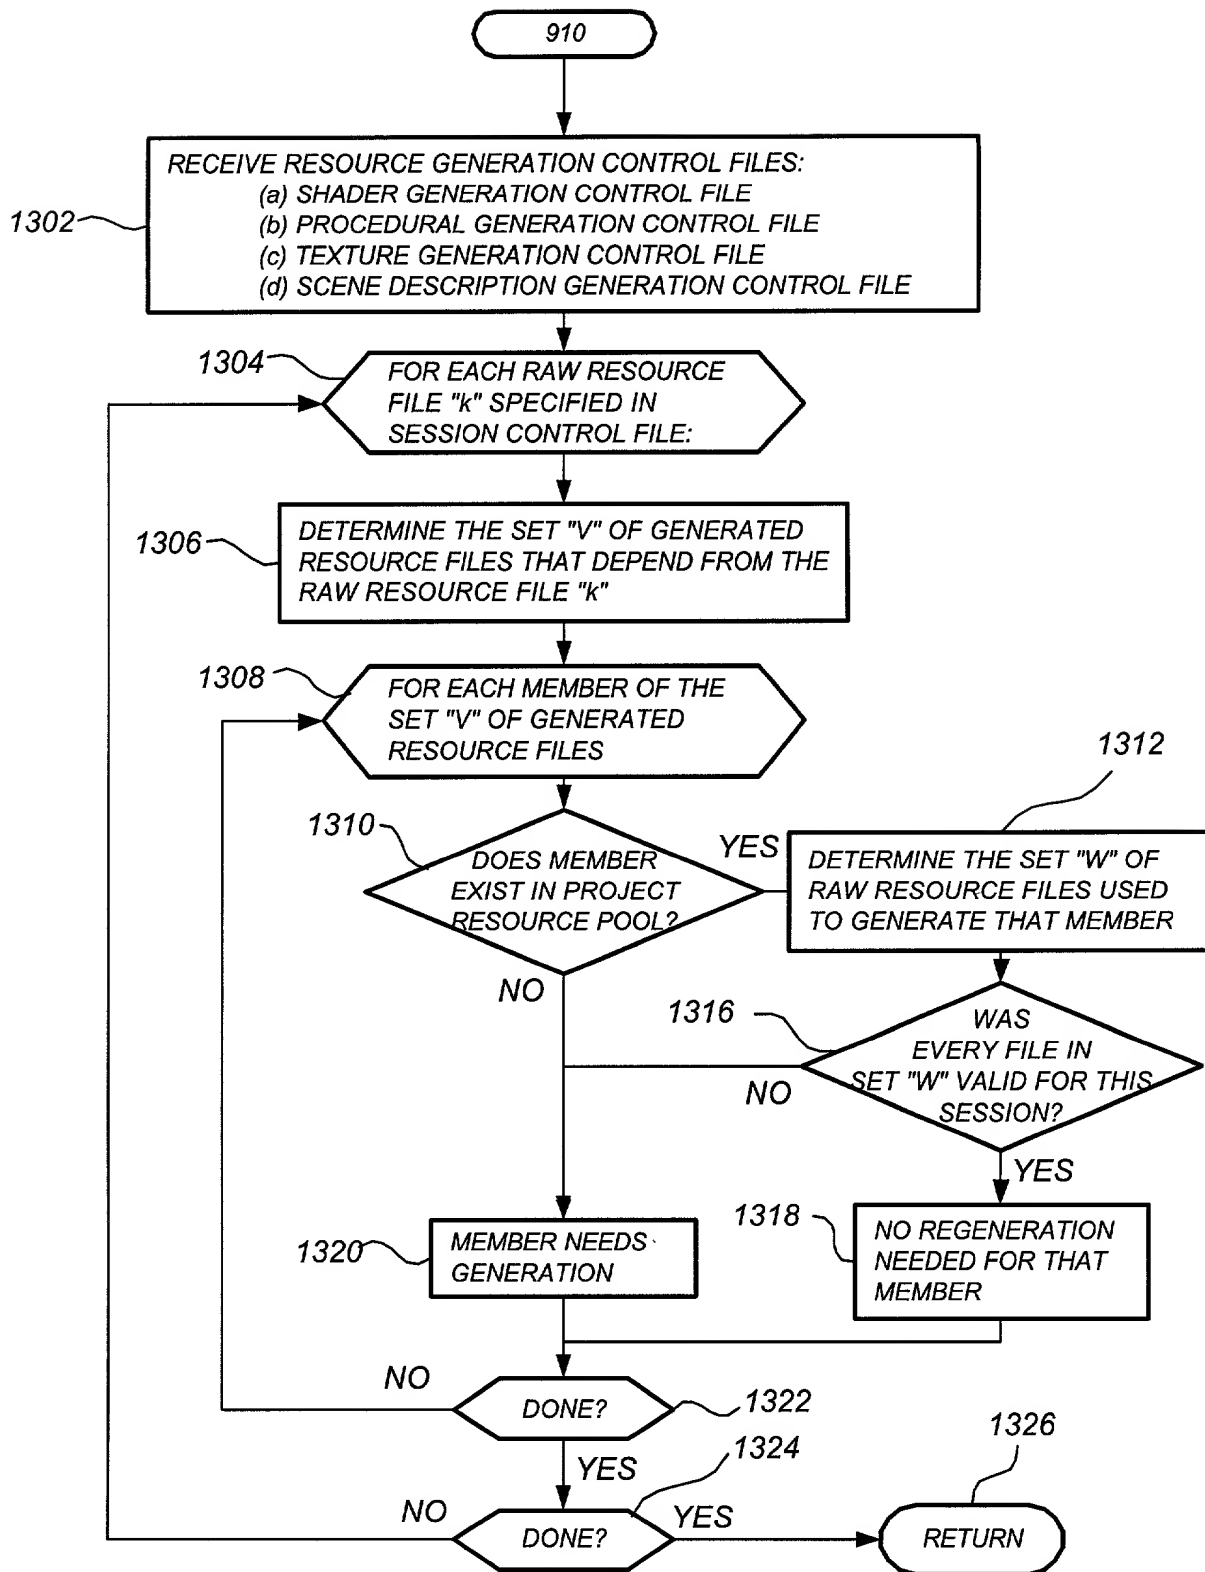 910
RECEIVE RESOURCE GENERATION CONTROL FILES:
(a) SHADER GENERATION CONTROL FILE
(b) PROCEDURAL GENERATION CONTROL FILE
(c) TEXTURE GENERATION CONTROL FILE
(d) SCENE DESCRIPTION GENERATION CONTROL FILE
1302
1304
FOR EACH RAW RESOURCE
FILE "k" SPECIFIED IN
SESSION CONTROL FILE:
1306
DETERMINE THE SET "V" OF GENERATED
RESOURCE FILES THAT DEPEND FROM THE
RAW RESOURCE FILE "k"
1308
FOR EACH MEMBER OF THE
SET "V" OF GENERATED
RESOURCE FILES
1310
DOES MEMBER
EXIST IN PROJECT
RESOURCE POOL?
YES
NO
1312
DETERMINE THE SET "W" OF
RAW RESOURCE FILES USED
TO GENERATE THAT MEMBER
1316
WAS
EVERY FILE IN
SET "W" VALID FOR THIS
SESSION?
NO
YES
1320
MEMBER NEEDS
GENERATION
1318
NO REGENERATION
NEEDED FOR THAT
MEMBER
NO
DONE?
1322
YES
1324
NO
DONE?
YES
1326
RETURN